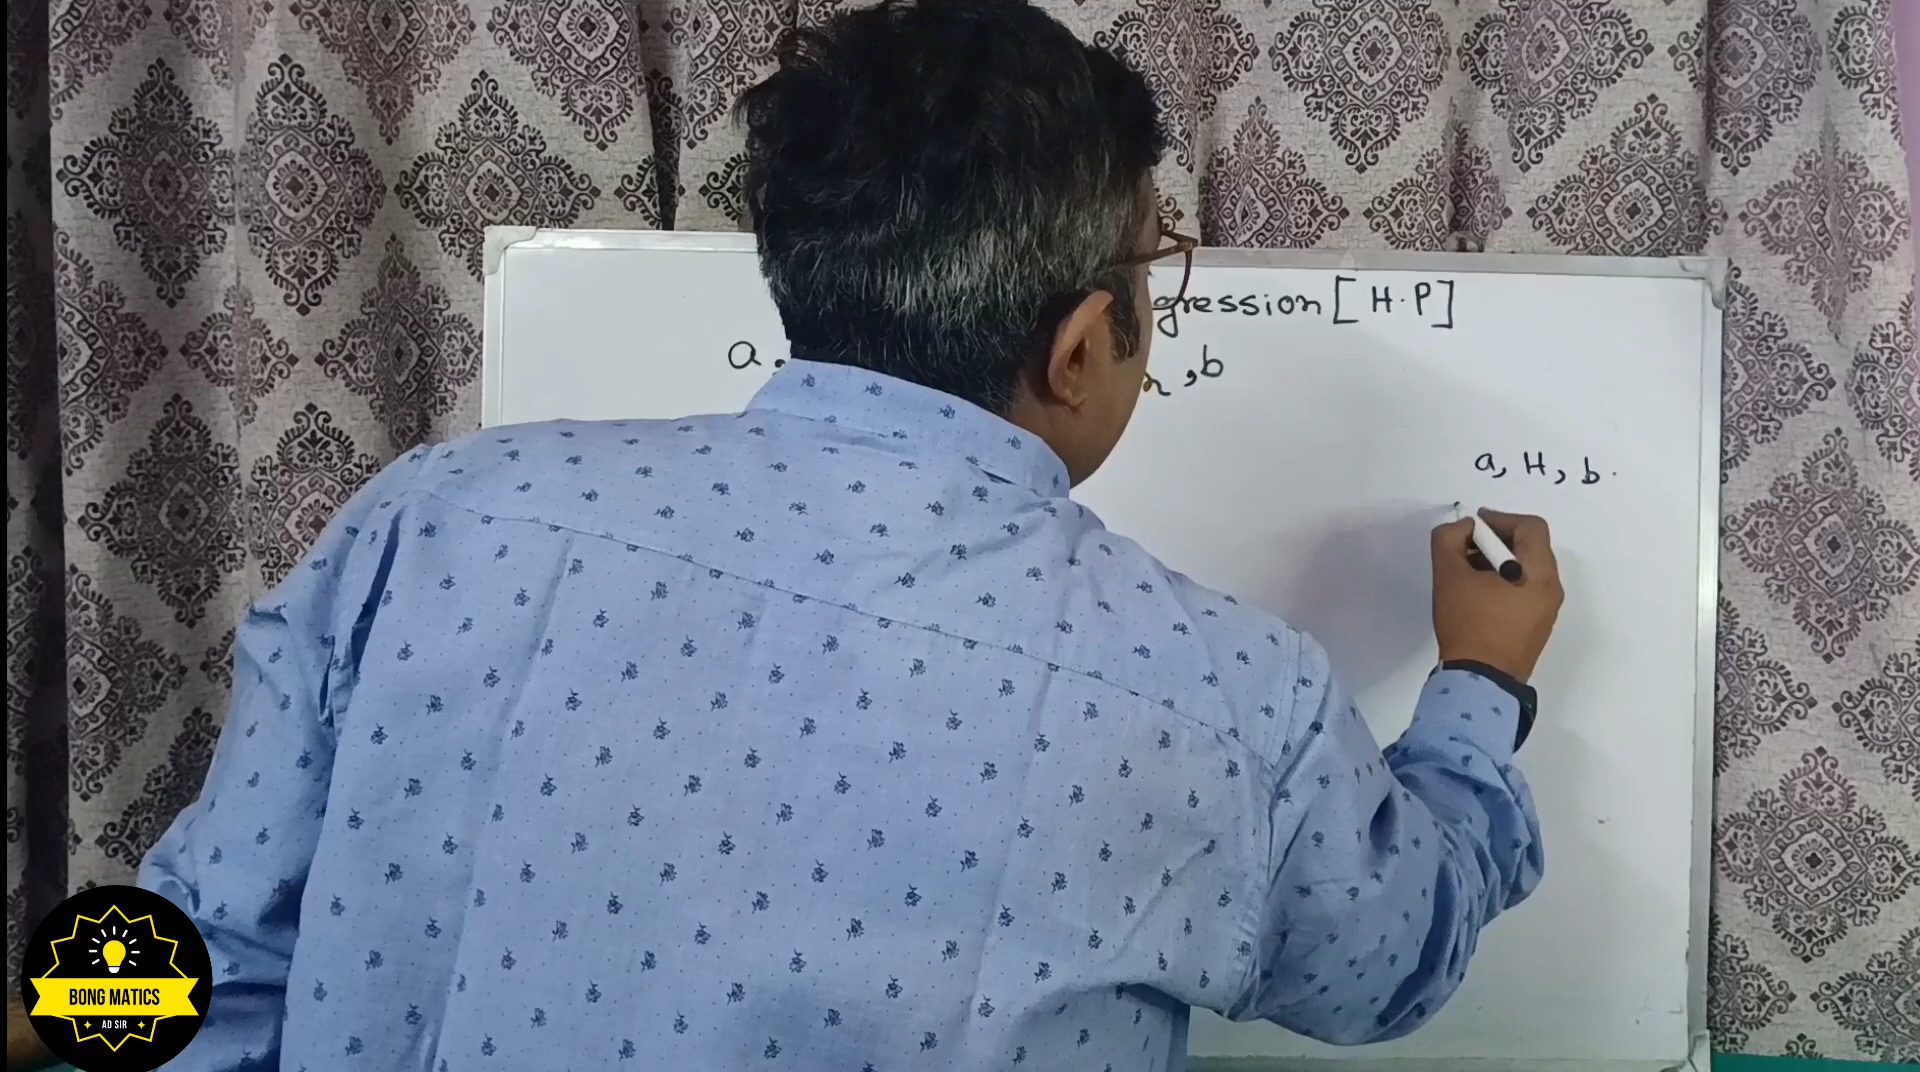 gression [ H.P ]
a, , b
a, H, b.
BONG MATICS
AD SIR